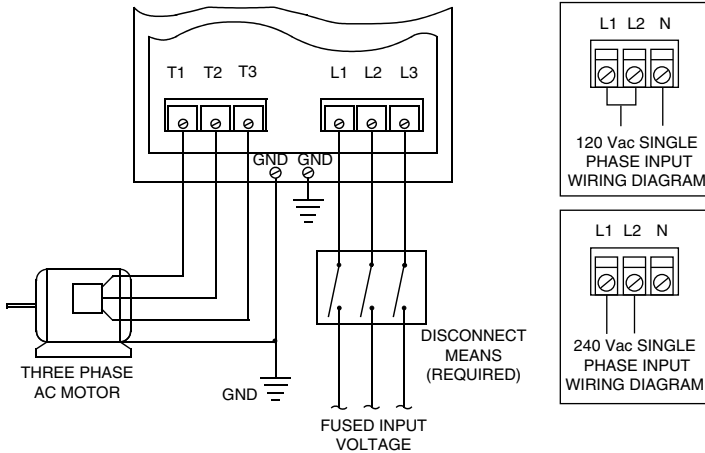 T1 T2 T3
L1 L2 L3
GND GND
THREE PHASE
AC MOTOR
GND
DISCONNECT
MEANS
(REQUIRED)
FUSED INPUT
VOLTAGE
L1 L2 N
120 Vac SINGLE
PHASE INPUT
WIRING DIAGRAM
L1 L2 N
240 Vac SINGLE
PHASE INPUT
WIRING DIAGRAM